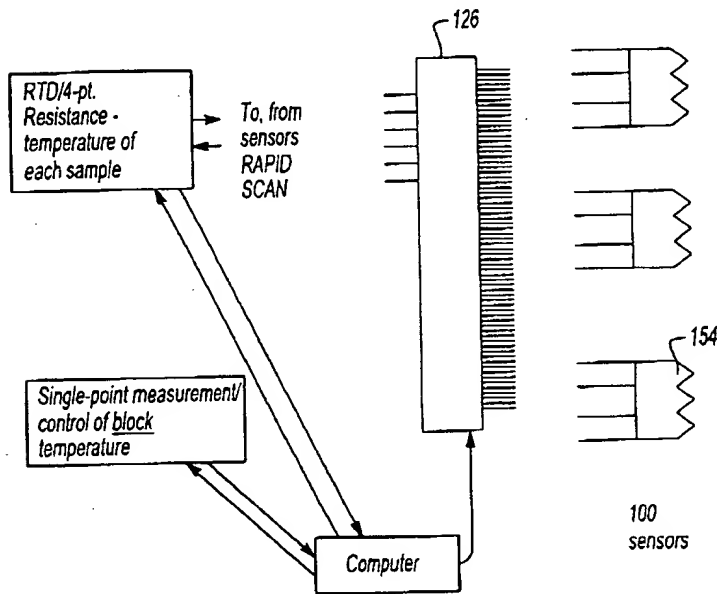 126
RTD/4-pt.
Resistance -
temperature of
each sample
To, from
sensors
RAPID
SCAN
154
Single-point measurement/
control of block
temperature
100
sensors
Computer